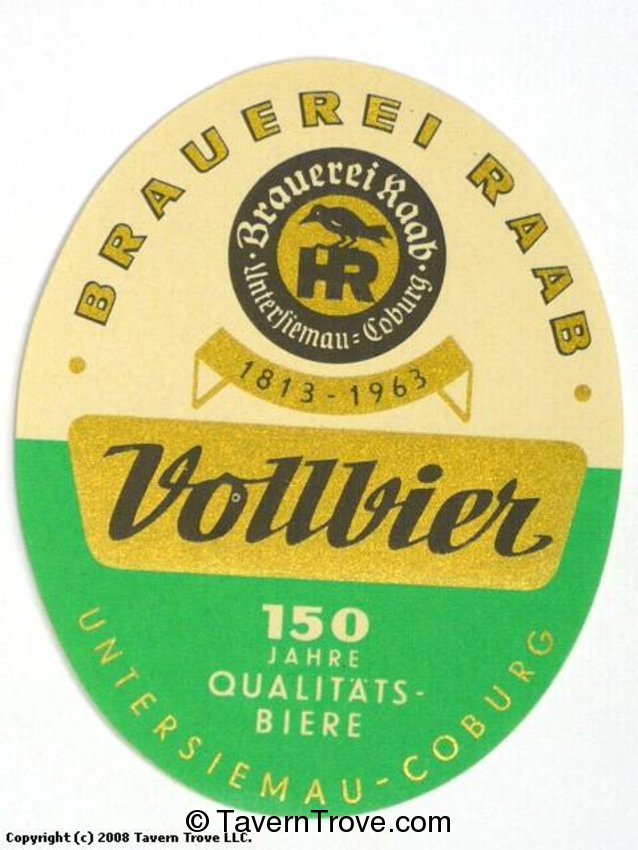 BRAUEREI RAAB
· Brauerei Raab ·
HR
Untersiemau=Coburg
1813-1963
Vollbier
150
JAHRE
QUALITÄTS-
BIERE
UNTERSIEMAU-COBURG
© TavernTrove.com
Copyright (c) 2008 Tavern Trove LLC.